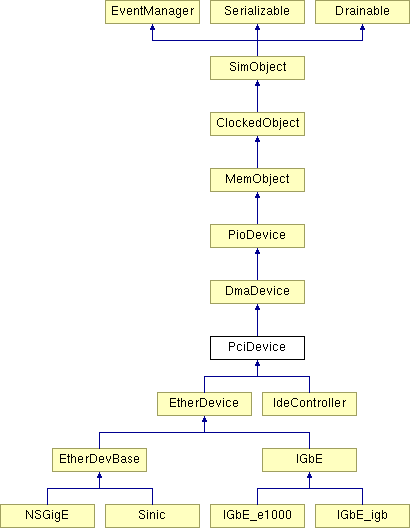 EventManager Serializable Drainable
SimObject
ClockedObject
MemObject
PioDevice
DmaDevice
PciDevice
EtherDevice IdeController
EtherDevBase IGbE
NSGigE Sinic IGbE_e1000 IGbE_igb